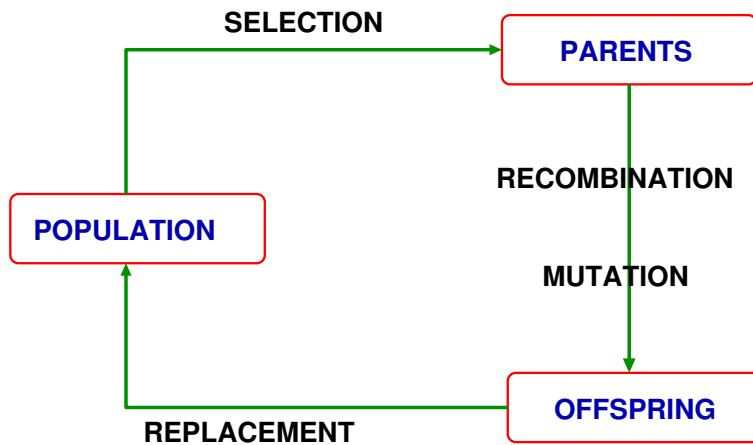 SELECTION
PARENTS
RECOMBINATION
POPULATION
MUTATION
OFFSPRING
REPLACEMENT